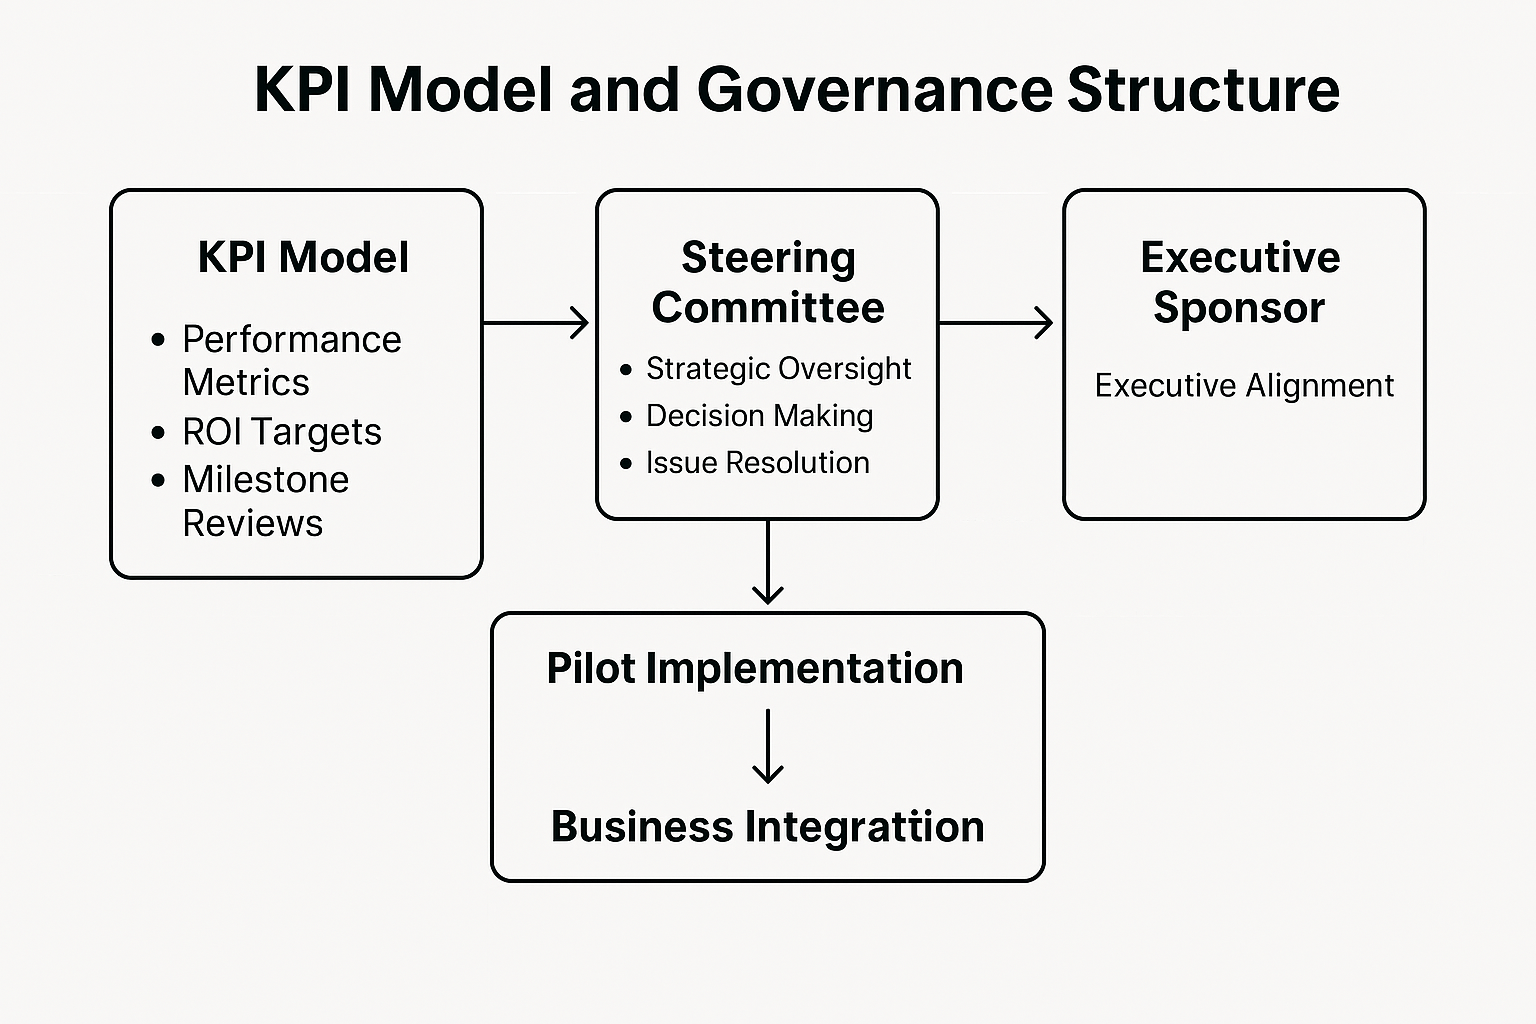 KPI Model and Governance Structure
KPI Model
• Performance
Metrics
• ROI Targets
• Milestone
Reviews
Steering
Committee
• Strategic Oversight
• Decision Making
• Issue Resolution
Executive
Sponsor
Executive Alignment
Pilot Implementation
Business Integrattion